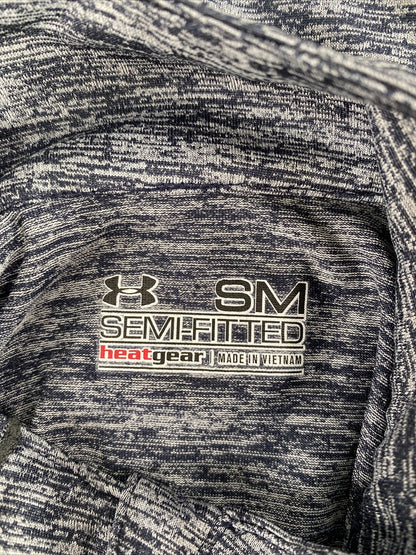 SM
SEMI-FITTED
heatgear | MADE IN VIETNAM